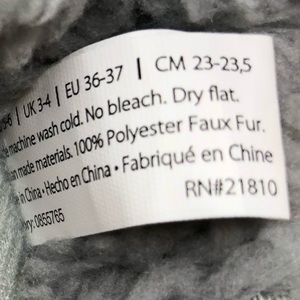 UK 3-4 | EU 36-37 | CM 23-23,5
machine wash cold. No bleach. Dry flat.
made materials. 100% Polyester Faux Fur.
in China • Hecho en China • Fabriqué en Chine
RN#21810
0855765